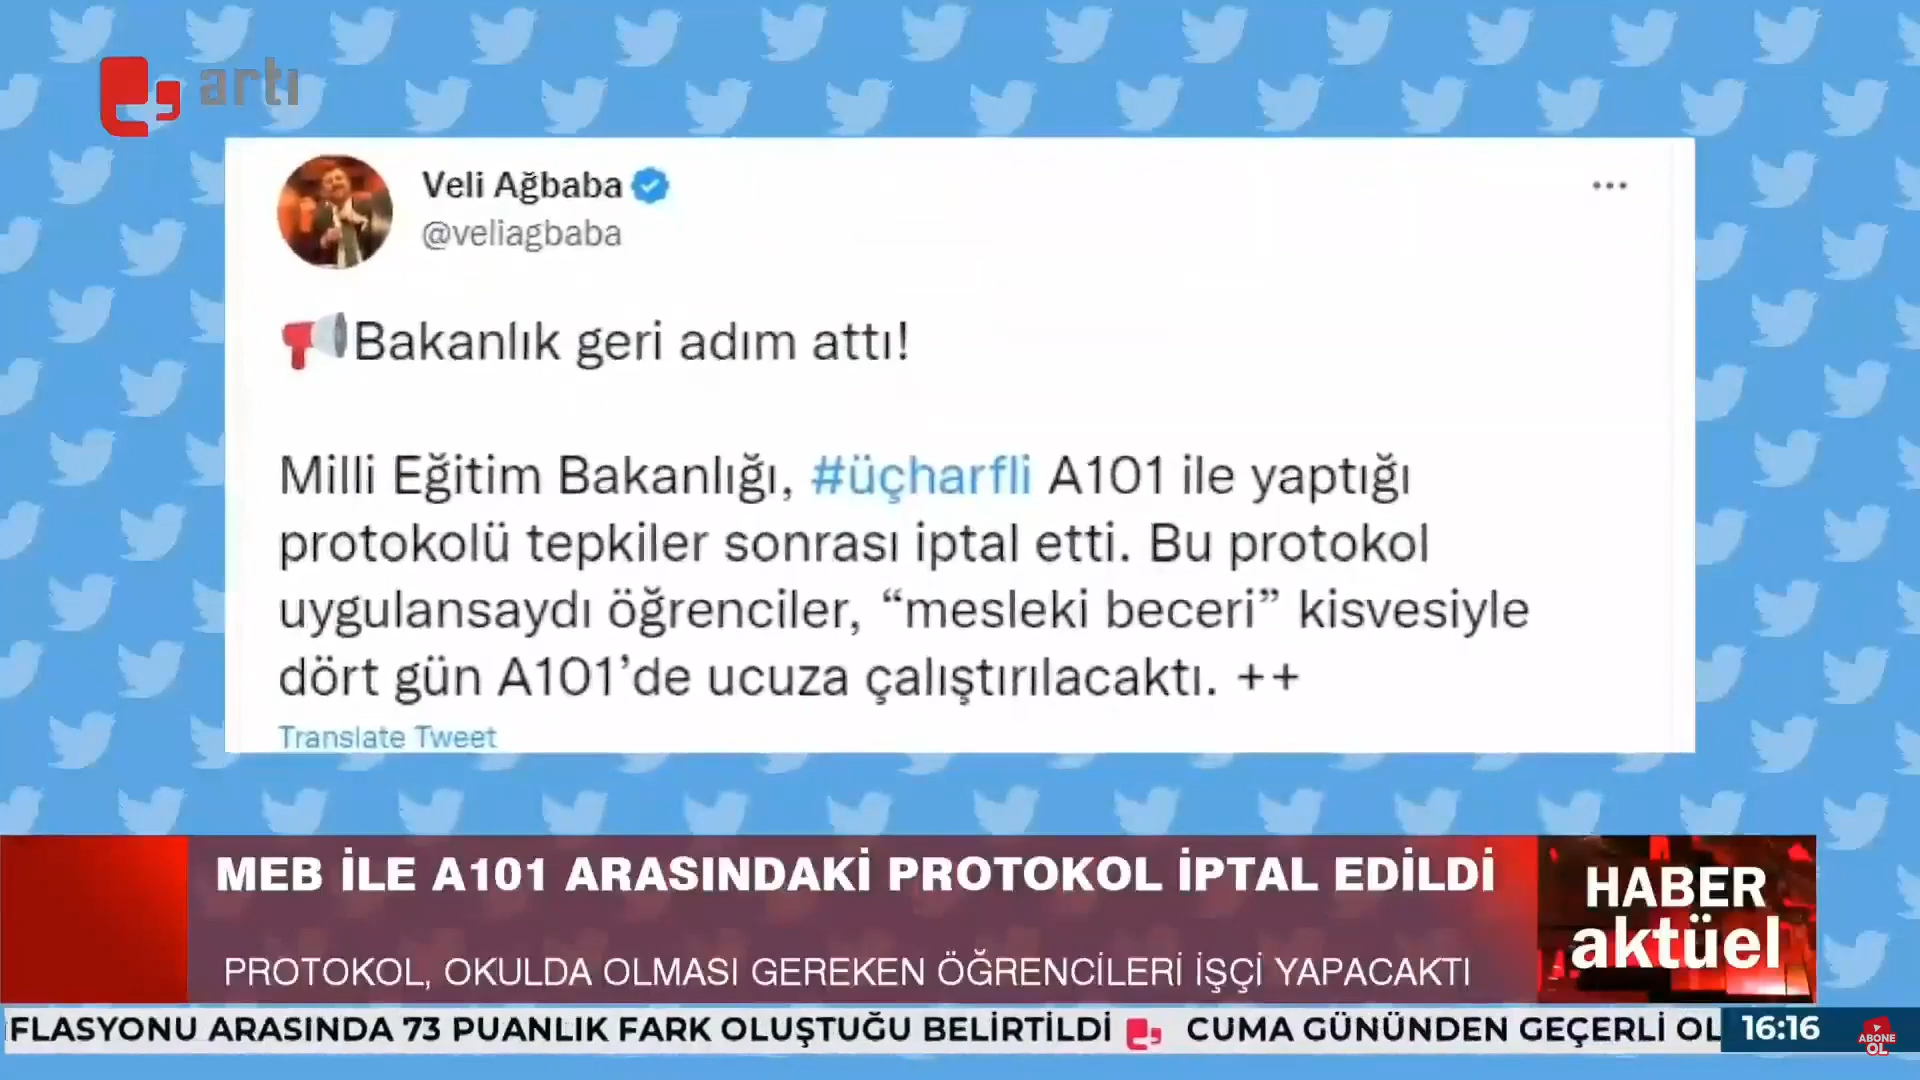 artı
Veli Ağbaba
@veliagbaba
Bakanlık geri adım attı!
Milli Eğitim Bakanlığı, #üçharfli A101 ile yaptığı
protokolü tepkiler sonrası iptal etti. Bu protokol
uygulansaydı öğrenciler, “mesleki beceri” kisvesiyle
dört gün A101’de ucuza çalıştırılacaktı. ++
Translate Tweet
MEB İLE A101 ARASINDAKİ PROTOKOL İPTAL EDİLDİ
PROTOKOL, OKULDA OLMASI GEREKEN ÖĞRENCİLERİ İŞÇİ YAPACAKTI
HABER
aktüel
FLASYONU ARASINDA 73 PUANLIK FARK OLUŞTUĞU BELİRTİLDİ CUMA GÜNÜNDEN GEÇERLİ OL
16:16
ABONE
OL